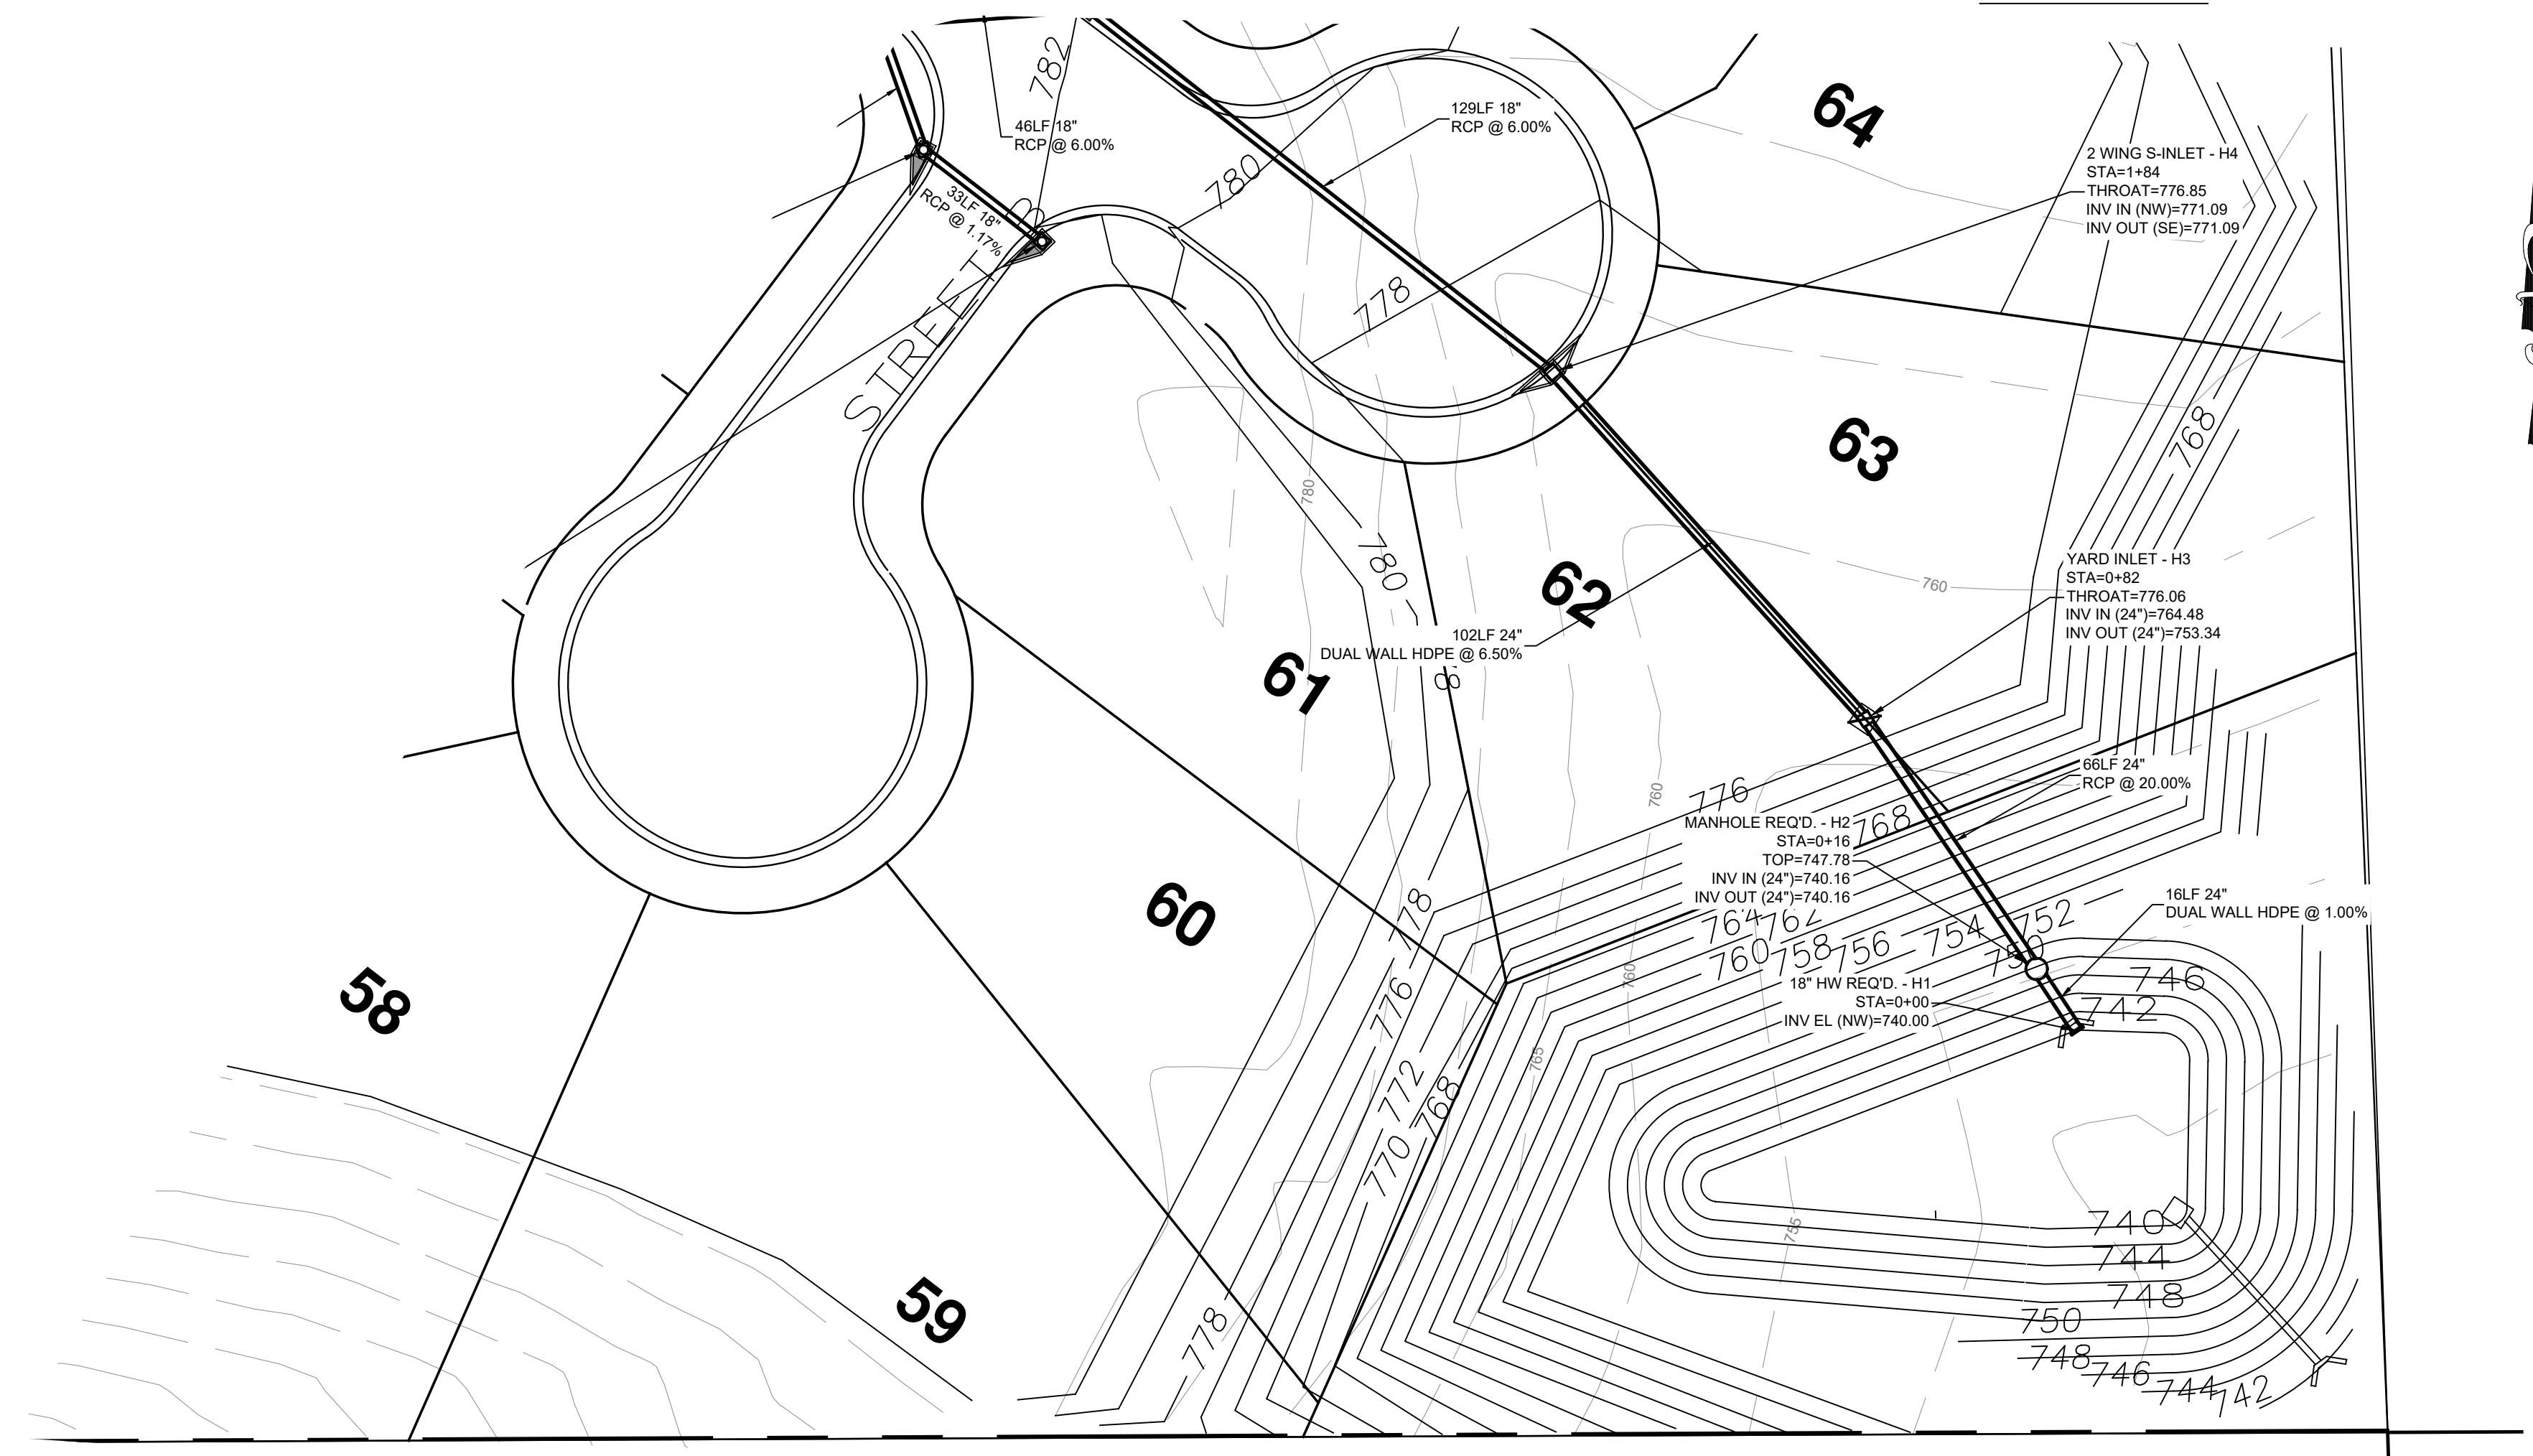 782
46LF 18"
RCP @ 6.00%
129LF 18"
RCP @ 6.00%
64
2 WING S-INLET - H4
STA=1+84
THROAT=776.85
INV IN (NW)=771.09
INV OUT (SE)=771.09
33LF 18"
RCP @ 1.17%
STREET B
780
778
768
63
780
780
62
760
YARD INLET - H3
STA=0+82
THROAT=776.06
INV IN (24")=764.48
INV OUT (24")=753.34
102LF 24"
DUAL WALL HDPE @ 6.50%
61
66LF 24"
RCP @ 20.00%
776
760
768
MANHOLE REQ'D. - H2
STA=0+16
TOP=747.78
INV IN (24")=740.16
INV OUT (24")=740.16
16LF 24"
DUAL WALL HDPE @ 1.00%
60
778
764
762
760
758
756
754
752
750
760
746
742
18" HW REQ'D. - H1
STA=0+00
INV EL (NW)=740.00
58
776
772
768
765
770
755
740
744
748
750
59
778
748
746
744
742